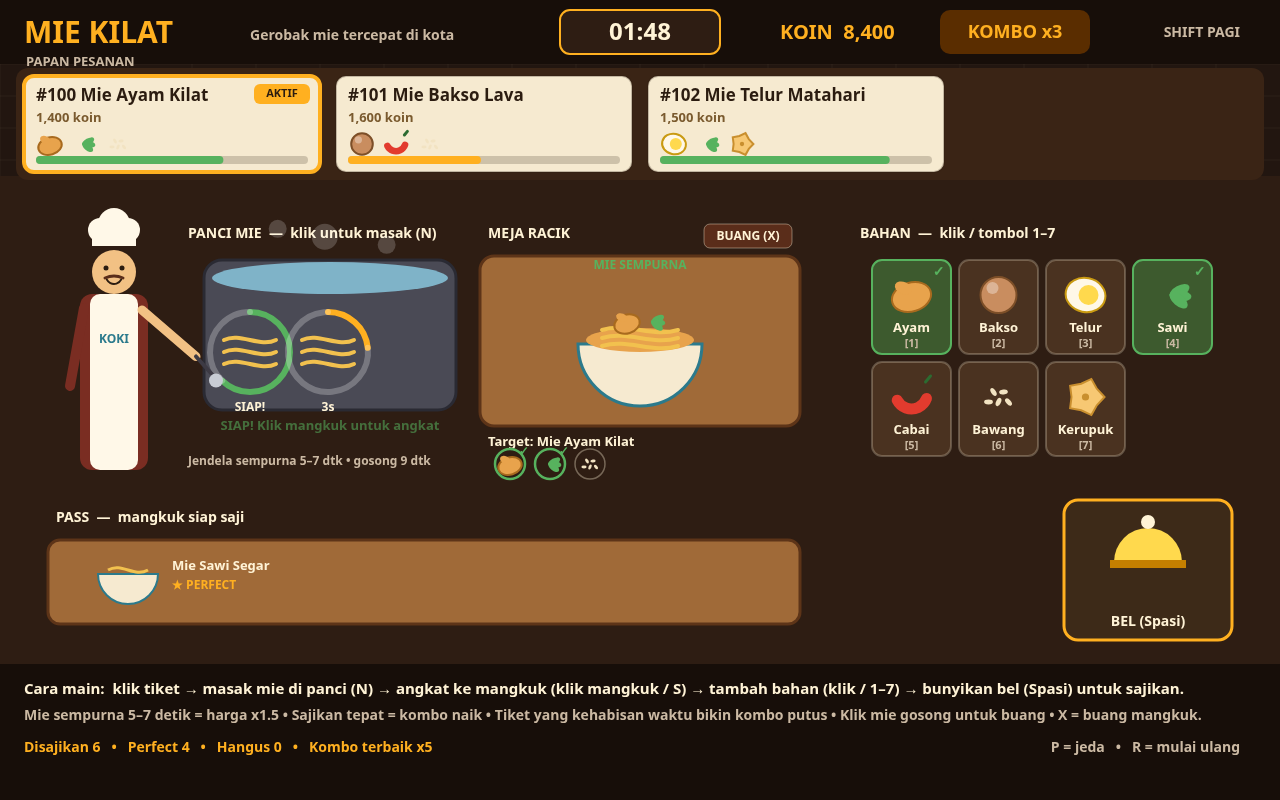 MIE KILAT
Gerobak mie tercepat di kota
01:48
KOIN 8,400
KOMBO x3
SHIFT PAGI
PAPAN PESANAN
#100 Mie Ayam Kilat
AKTIF
1,400 koin
#101 Mie Bakso Lava
1,600 koin
#102 Mie Telur Matahari
1,500 koin
PANCI MIE — klik untuk masak (N)
MEJA RACIK
BUANG (X)
BAHAN — klik / tombol 1–7
MIE SEMPURNA
KOKI
✓
Ayam
[1]
Bakso
[2]
Telur
[3]
✓
Sawi
[4]
Cabai
[5]
Bawang
[6]
Kerupuk
[7]
SIAP!
3s
SIAP! Klik mangkuk untuk angkat
Jendela sempurna 5–7 dtk • gosong 9 dtk
Target: Mie Ayam Kilat
PASS — mangkuk siap saji
Mie Sawi Segar
★ PERFECT
BEL (Spasi)
Cara main: klik tiket → masak mie di panci (N) → angkat ke mangkuk (klik mangkuk / S) → tambah bahan (klik / 1–7) → bunyikan bel (Spasi) untuk sajikan.
Mie sempurna 5–7 detik = harga x1.5 • Sajikan tepat = kombo naik • Tiket yang kehabisan waktu bikin kombo putus • Klik mie gosong untuk buang • X = buang mangkuk.
Disajikan 6 • Perfect 4 • Hangus 0 • Kombo terbaik x5
P = jeda • R = mulai ulang